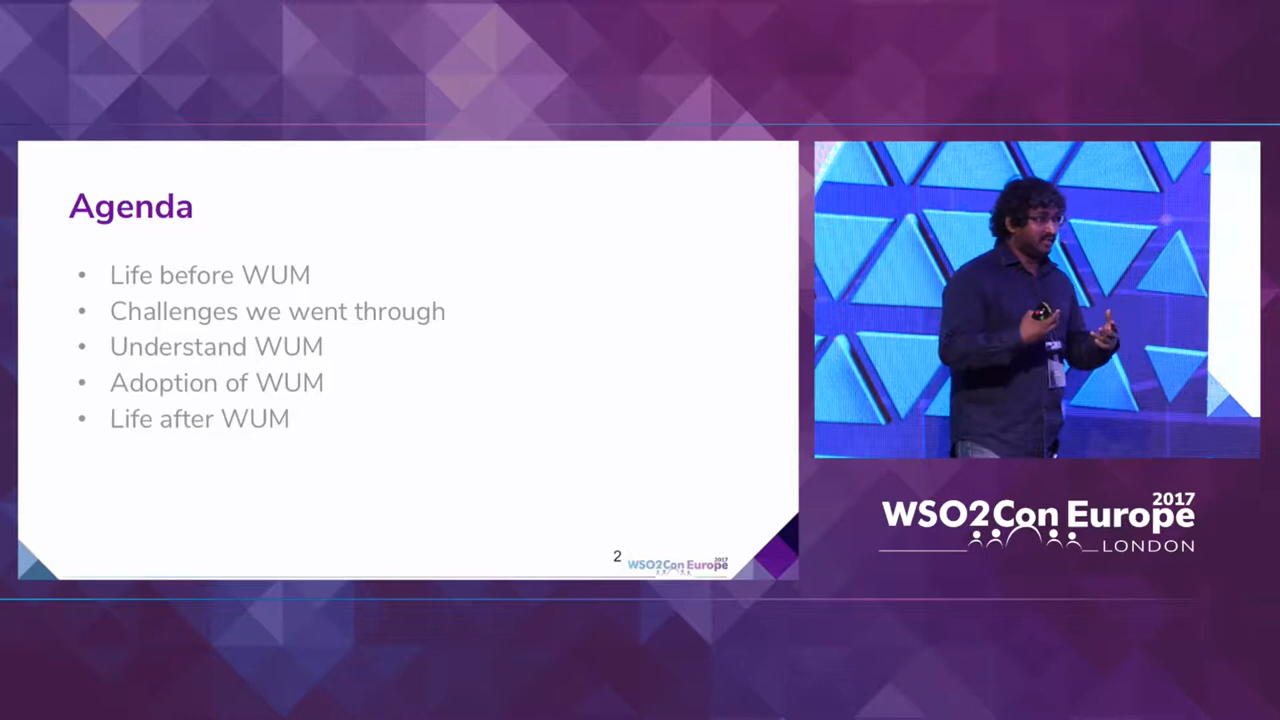 Agenda
• Life before WUM
• Challenges we went through
• Understand WUM
• Adoption of WUM
• Life after WUM
2
WSO2Con Europe
2017
WSO2Con Europe
2017
LONDON